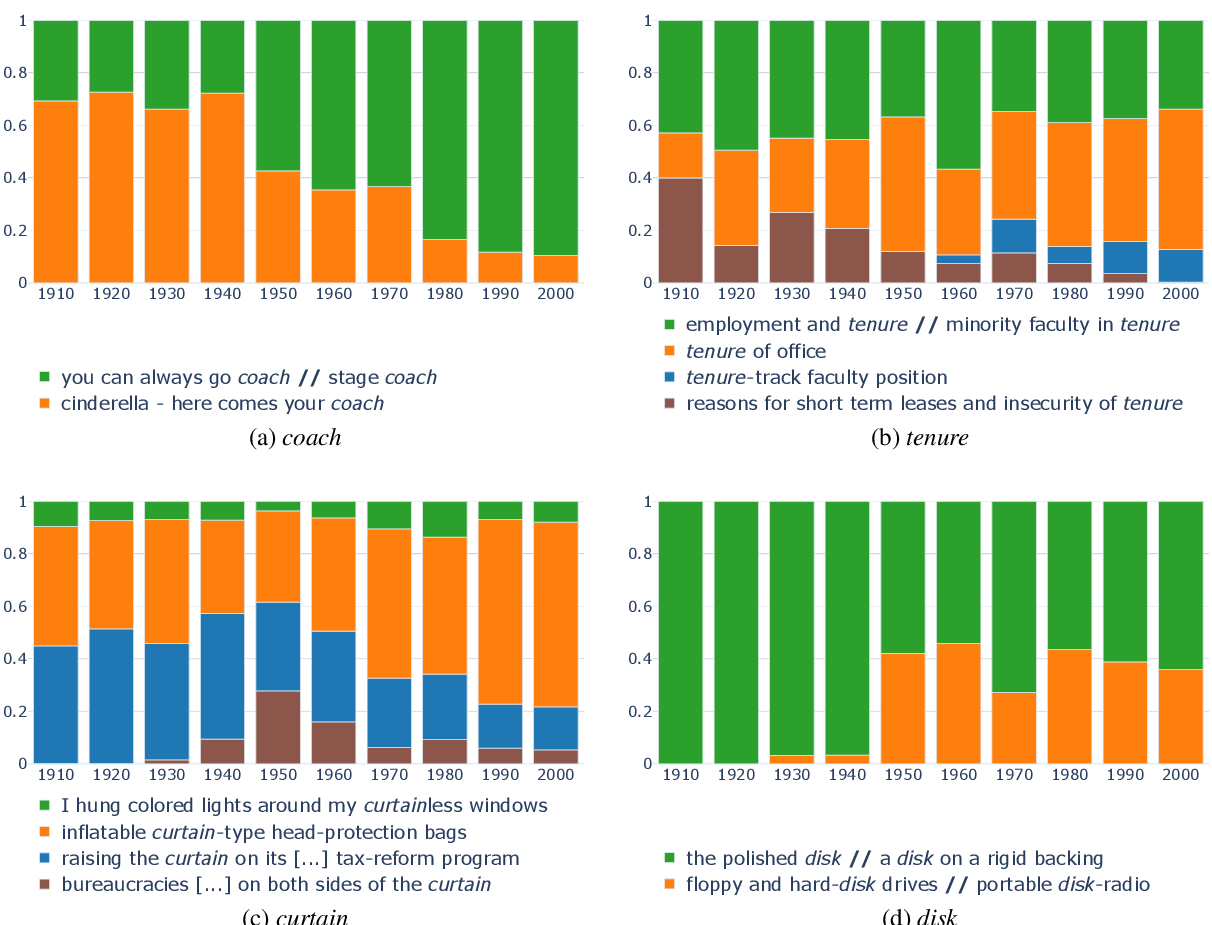 1
0.8
0.6
0.4
0.2
0
1910 1920 1930 1940 1950 1960 1970 1980 1990 2000
you can always go coach // stage coach
cinderella - here comes your coach
(a) coach
1
0.8
0.6
0.4
0.2
0
1910 1920 1930 1940 1950 1960 1970 1980 1990 2000
employment and tenure // minority faculty in tenure
tenure of office
tenure-track faculty position
reasons for short term leases and insecurity of tenure
(b) tenure
1
0.8
0.6
0.4
0.2
0
1910 1920 1930 1940 1950 1960 1970 1980 1990 2000
I hung colored lights around my curtainless windows
inflatable curtain-type head-protection bags
raising the curtain on its [...] tax-reform program
bureaucracies [...] on both sides of the curtain
(c) curtain
1
0.8
0.6
0.4
0.2
0
1910 1920 1930 1940 1950 1960 1970 1980 1990 2000
the polished disk // a disk on a rigid backing
floppy and hard-disk drives // portable disk-radio
(d) disk